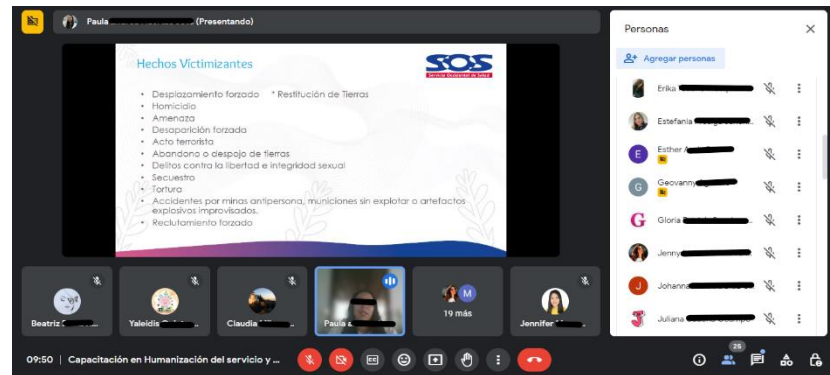 Paula (Presentando)
Hechos Víctimizantes
SOS
Servicio Occidental de Salud
• Desplazamiento forzado * Restitución de Tierras
• Homicidio
• Amenaza
• Desaparición forzada
• Acto terrorista
• Abandono o despojo de tierras
• Delitos contra la libertad e integridad sexual
• Secuestro
• Tortura
• Accidentes por minas antipersona, municiones sin explotar o artefactos
explosivos improvisados.
• Reclutamiento forzado
Beatriz
Yaleidis
Claudia
Paula
M
19 más
Jennifer
Personas
Agregar personas
Erika
Estefania
E
Esther
G
Geovanny
G
Gloria
Jenny
J
Johanna
Juliana
09:50 | Capacitación en Humanización del servicio y ...
25